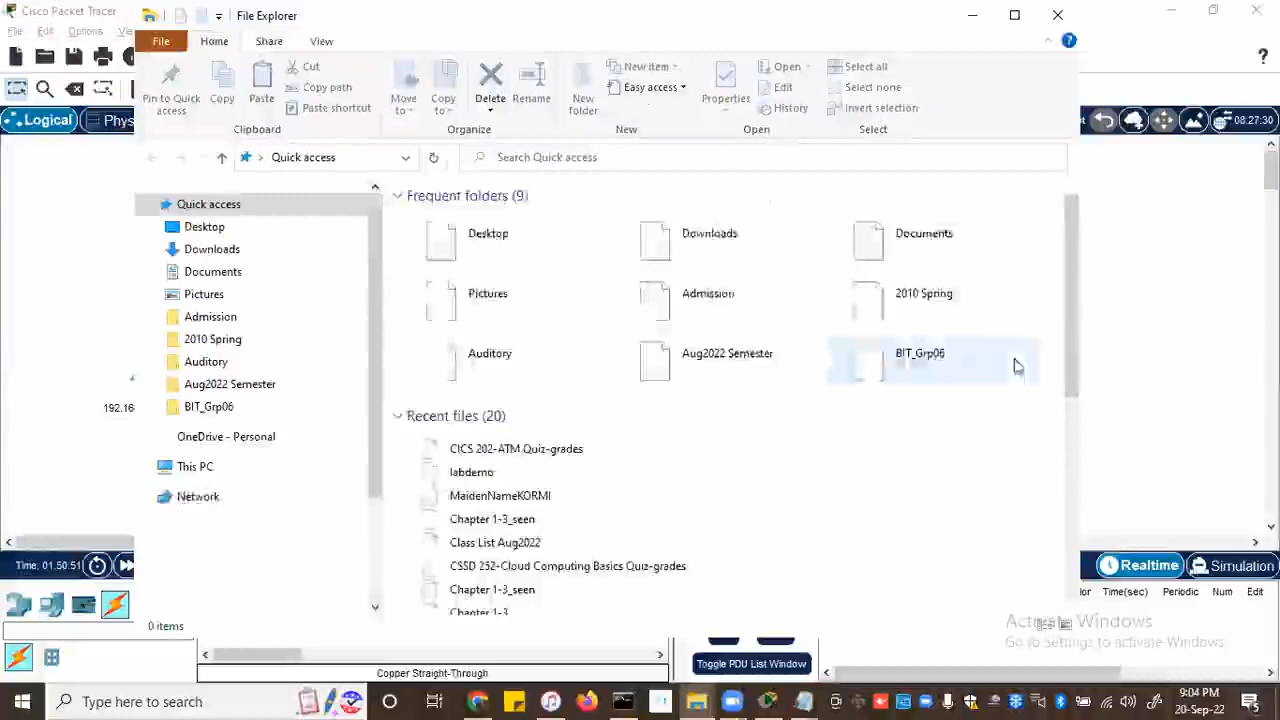 Cisco Packet Tracer
File Edit Options
File Explorer
File Home Share View
Pin to Quick access
Copy
Paste
Cut
Copy path
Paste shortcut
Clipboard
Move to
Copy to
Delete
Rename
Organize
New folder
New item
Easy access
New
Properties
Open
Edit
History
Open
Select all
Select none
Invert selection
Select
Logical
08:27:30
Quick access
Search Quick access
Quick access
Desktop
Downloads
Documents
Pictures
Admission
2010 Spring
Auditory
Aug2022 Semester
BIT_Grp06
OneDrive - Personal
This PC
Network
Frequent folders (9)
Desktop Downloads Documents
Pictures Admission 2010 Spring
Auditory Aug2022 Semester BIT_Grp06
Recent files (20)
CICS 202-ATM Quiz-grades
labdemo
MaidenNameKORMI
Chapter 1-3_seen
Class List Aug2022
CSSD 252-Cloud Computing Basics Quiz-grades
Chapter 1-3_seen
Chapter 1-3
0 items
192.16
Time: 01:50:51
Realtime Simulation
Time(sec) Periodic Num Edit
Activate Windows
Go to Settings to activate Windows.
Toggle PDU List Window
Copper Straight-Through
Type here to search
9:04 PM
20-Sep-22